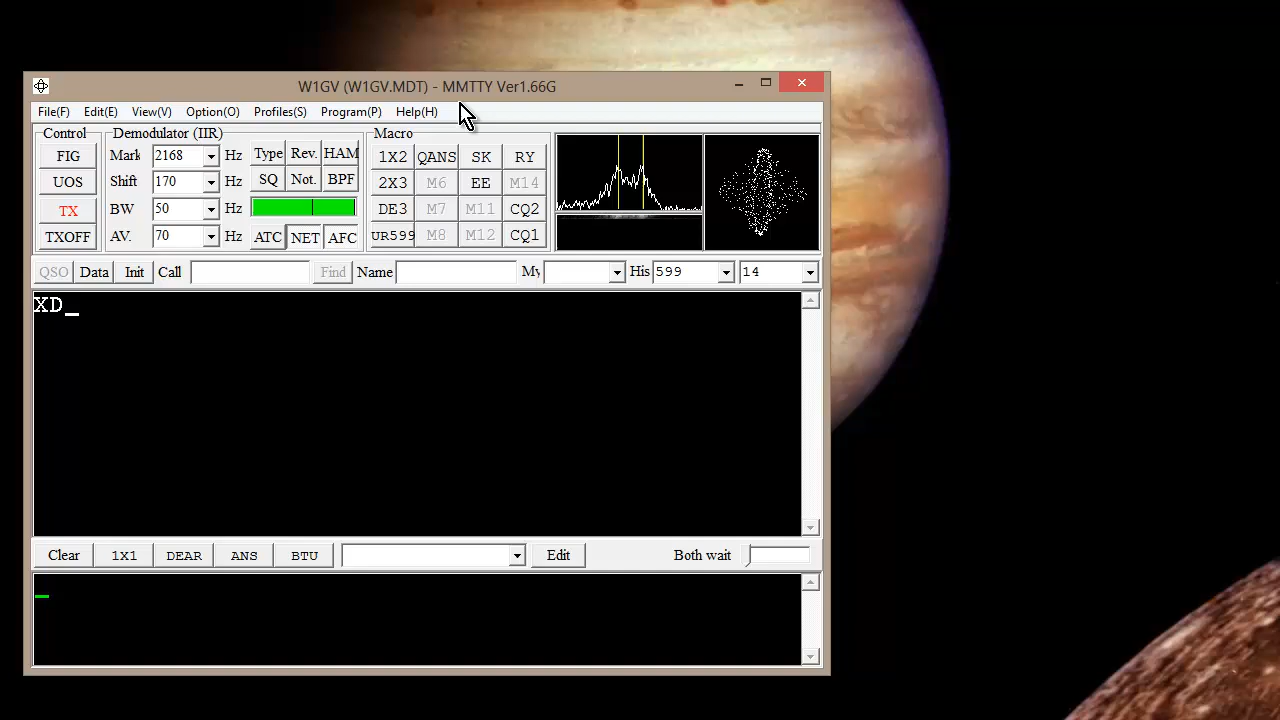 W1GV (W1GV.MDT) - MMTTY Ver1.66G
File(F) Edit(E) View(V) Option(O) Profiles(S) Program(P) Help(H)
Control Demodulator (IIR) Macro
FIG Mark 2168 Hz Type Rev. HAM 1X2 QANS SK RY
UOS Shift 170 Hz SQ Not. BPF 2X3 M6 EE M14
TX BW 50 Hz DE3 M7 M11 CQ2
TXOFF AV. 70 Hz ATC NET AFC UR599 M8 M12 CQ1
QSO Data Init Call Find Name My His 599 14
XD_
Clear 1X1 DEAR ANS BTU Edit Both wait